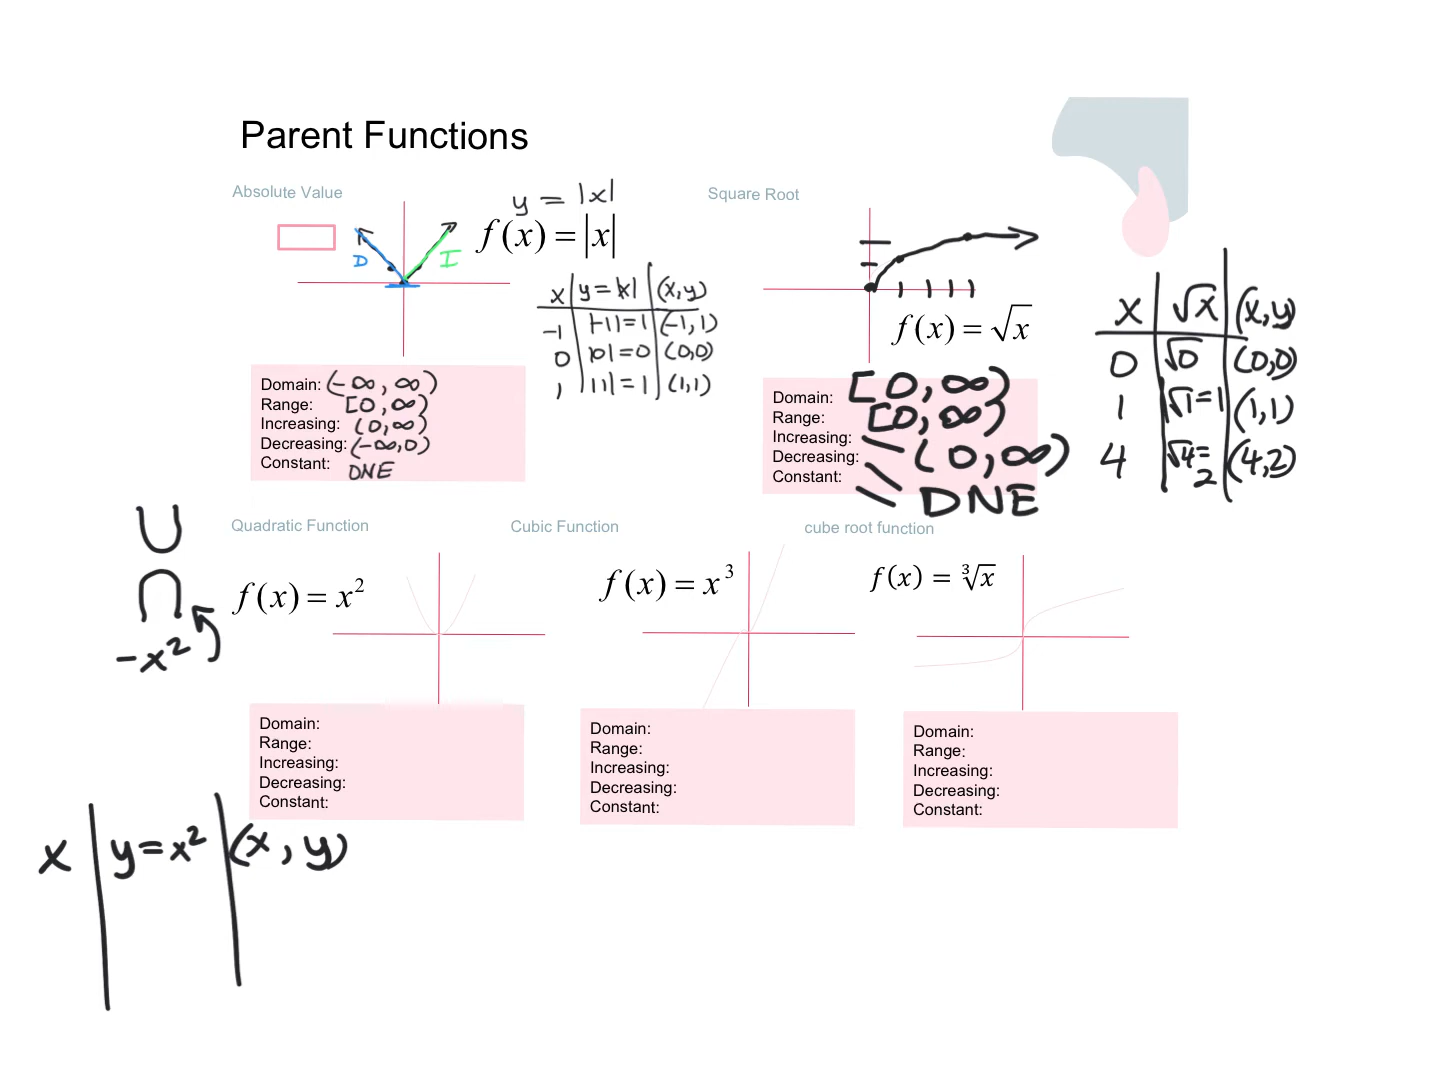 Parent Functions
Absolute Value
y = |x|
f(x) = |x|
D
I
x | y = |x| | (x,y)
-1 | |-1| = 1 | (-1, 1)
0 | |0| = 0 | (0,0)
1 | |1| = 1 | (1,1)
Domain: (-∞, ∞)
Range: [0, ∞)
Increasing: (0, ∞)
Decreasing: (-∞, 0)
Constant: DNE
Square Root
f(x) = √x
x | √x | (x,y)
0 | √0 | (0,0)
1 | √1 = 1 | (1,1)
4 | √4 = 2 | (4,2)
Domain: [0, ∞)
Range: [0, ∞)
Increasing: — (0, ∞)
Decreasing:
Constant: DNE
U
∩
-x²
Quadratic Function
f(x) = x²
Domain:
Range:
Increasing:
Decreasing:
Constant:
x | y = x² | (x, y)
Cubic Function
f(x) = x³
Domain:
Range:
Increasing:
Decreasing:
Constant:
cube root function
f(x) = ∛x
Domain:
Range:
Increasing:
Decreasing:
Constant: